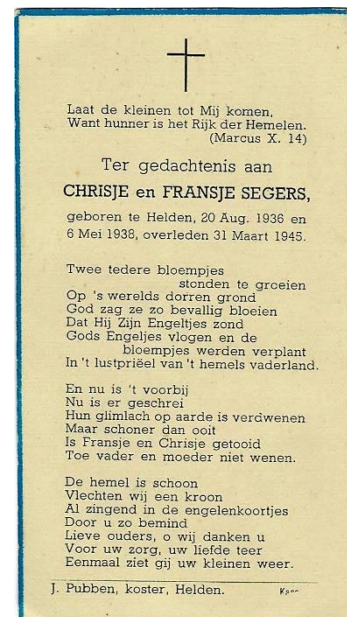 Laat de kleinen tot Mij komen,
Want hunner is het Rijk der Hemelen.
(Marcus X. 14)
Ter gedachtenis aan
CHRISJE en FRANSJE SEGERS,
geboren te Helden, 20 Aug. 1936 en
6 Mei 1938, overleden 31 Maart 1945.
Twee tedere bloempjes
stonden te groeien
Op 's werelds dorren grond
God zag ze zo bevallig bloeien
Dat Hij Zijn Engeltjes zond
Gods Engeljes vlogen en de
bloempjes werden verplant
In 't lustpriëel van 't hemels vaderland.
En nu is 't voorbij
Nu is er geschrei
Hun glimlach op aarde is verdwenen
Maar schoner dan ooit
Is Fransje en Chrisje getooid
Toe vader en moeder niet wenen.
De hemel is schoon
Vlechten wij een kroon
Al zingend in de engelenkoortjes
Door u zo bemind
Lieve ouders, o wij danken u
Voor uw zorg, uw liefde teer
Eenmaal ziet gij uw kleinen weer.
J. Pubben, koster, Helden.